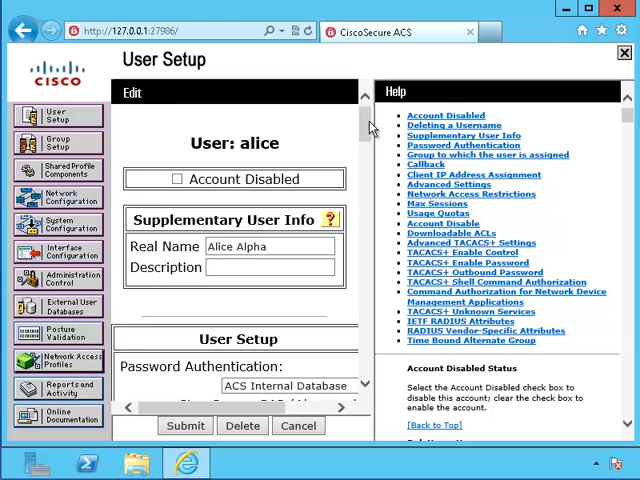 http://127.0.0.1:27986/
CiscoSecure ACS
CISCO
User Setup
User
Setup
Group
Setup
Shared Profile
Components
Network
Configuration
System
Configuration
Interface
Configuration
Administration
Control
External User
Databases
Posture
Validation
Network Access
Profiles
Reports and
Activity
Online
Documentation
Edit
User: alice
Account Disabled
Supplementary User Info ?
Real Name Alice Alpha
Description
User Setup
Password Authentication:
ACS Internal Database
Submit Delete Cancel
Help
Account Disabled
Deleting a Username
Supplementary User Info
Password Authentication
Group to which the user is assigned
Callback
Client IP Address Assignment
Advanced Settings
Network Access Restrictions
Max Sessions
Usage Quotas
Account Disable
Downloadable ACLs
Advanced TACACS+ Settings
TACACS+ Enable Control
TACACS+ Enable Password
TACACS+ Outbound Password
TACACS+ Shell Command Authorization
Command Authorization for Network Device
Management Applications
TACACS+ Unknown Services
IETF RADIUS Attributes
RADIUS Vendor-Specific Attributes
Time Bound Alternate Group
Account Disabled Status
Select the Account Disabled check box to
disable this account; clear the check box to
enable the account.
[Back to Top]